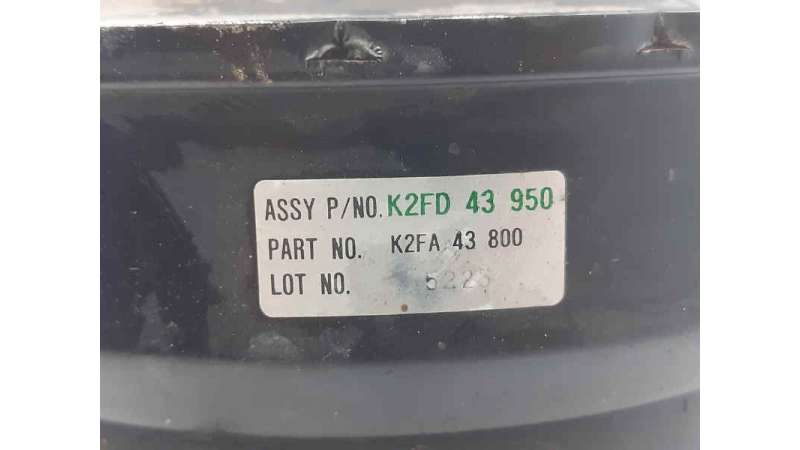 ASSY P/NO. K2FD 43 950
PART NO. K2FA 43 800
LOT NO.